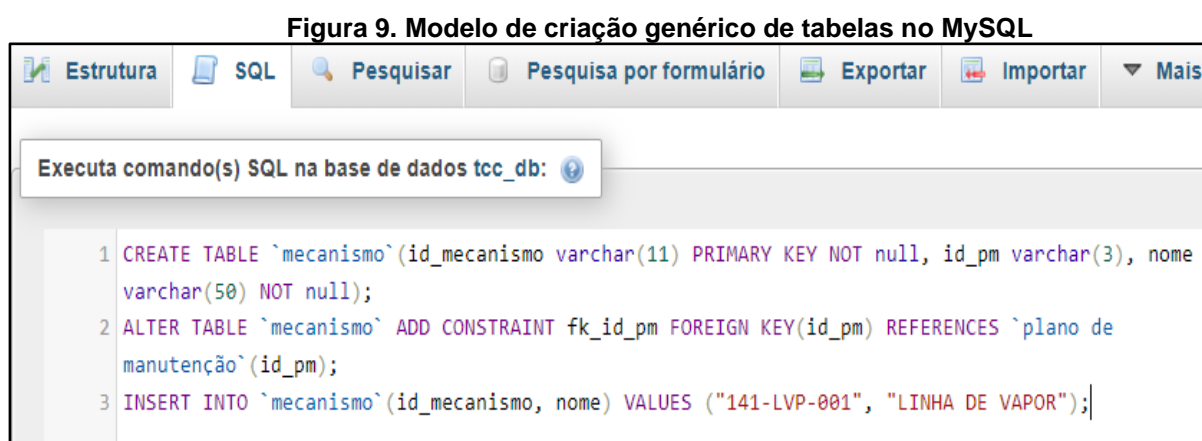 Figura 9. Modelo de criação genérico de tabelas no MySQL
Estrutura SQL Pesquisar Pesquisa por formulário Exportar Importar Mais
Executa comando(s) SQL na base de dados tcc_db:
1 CREATE TABLE `mecanismo`(id_mecanismo varchar(11) PRIMARY KEY NOT null, id_pm varchar(3), nome
varchar(50) NOT null);
2 ALTER TABLE `mecanismo` ADD CONSTRAINT fk_id_pm FOREIGN KEY(id_pm) REFERENCES `plano de
manutenção`(id_pm);
3 INSERT INTO `mecanismo`(id_mecanismo, nome) VALUES ("141-LVP-001", "LINHA DE VAPOR");